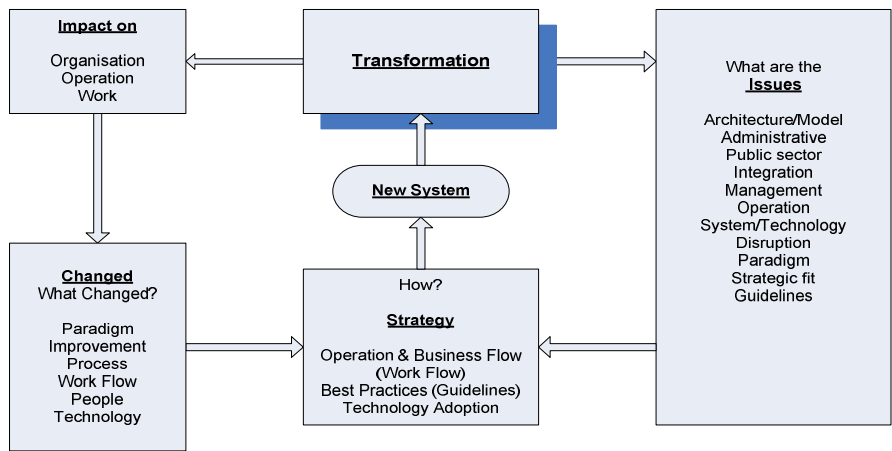 Impact on
Organisation
Operation
Work
Transformation
What are the
Issues
Architecture/Model
Administrative
Public sector
Integration
Management
Operation
System/Technology
Disruption
Paradigm
Strategic fit
Guidelines
New System
Changed
What Changed?
Paradigm
Improvement
Process
Work Flow
People
Technology
How?
Strategy
Operation & Business Flow
(Work Flow)
Best Practices (Guidelines)
Technology Adoption